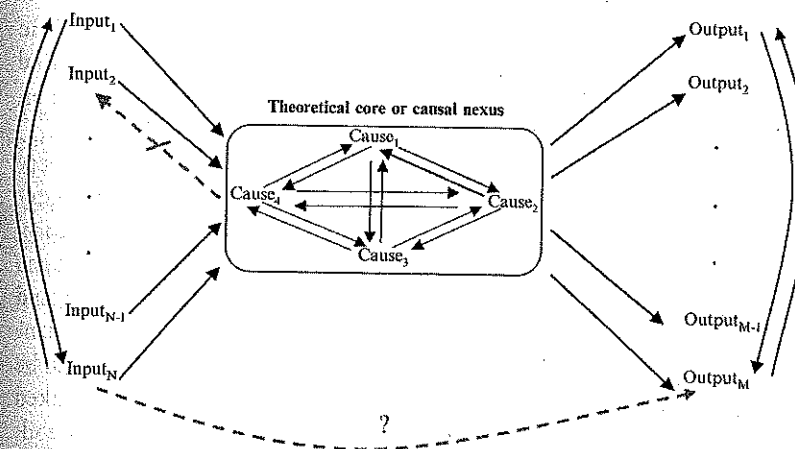 Input1
Output1
Input2
Output2
Theoretical core or causal nexus
Cause1
Cause4
Cause2
Cause3
InputN-1
OutputM-1
InputN
OutputM
?